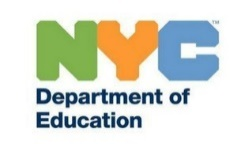 NYC
Department of
Education